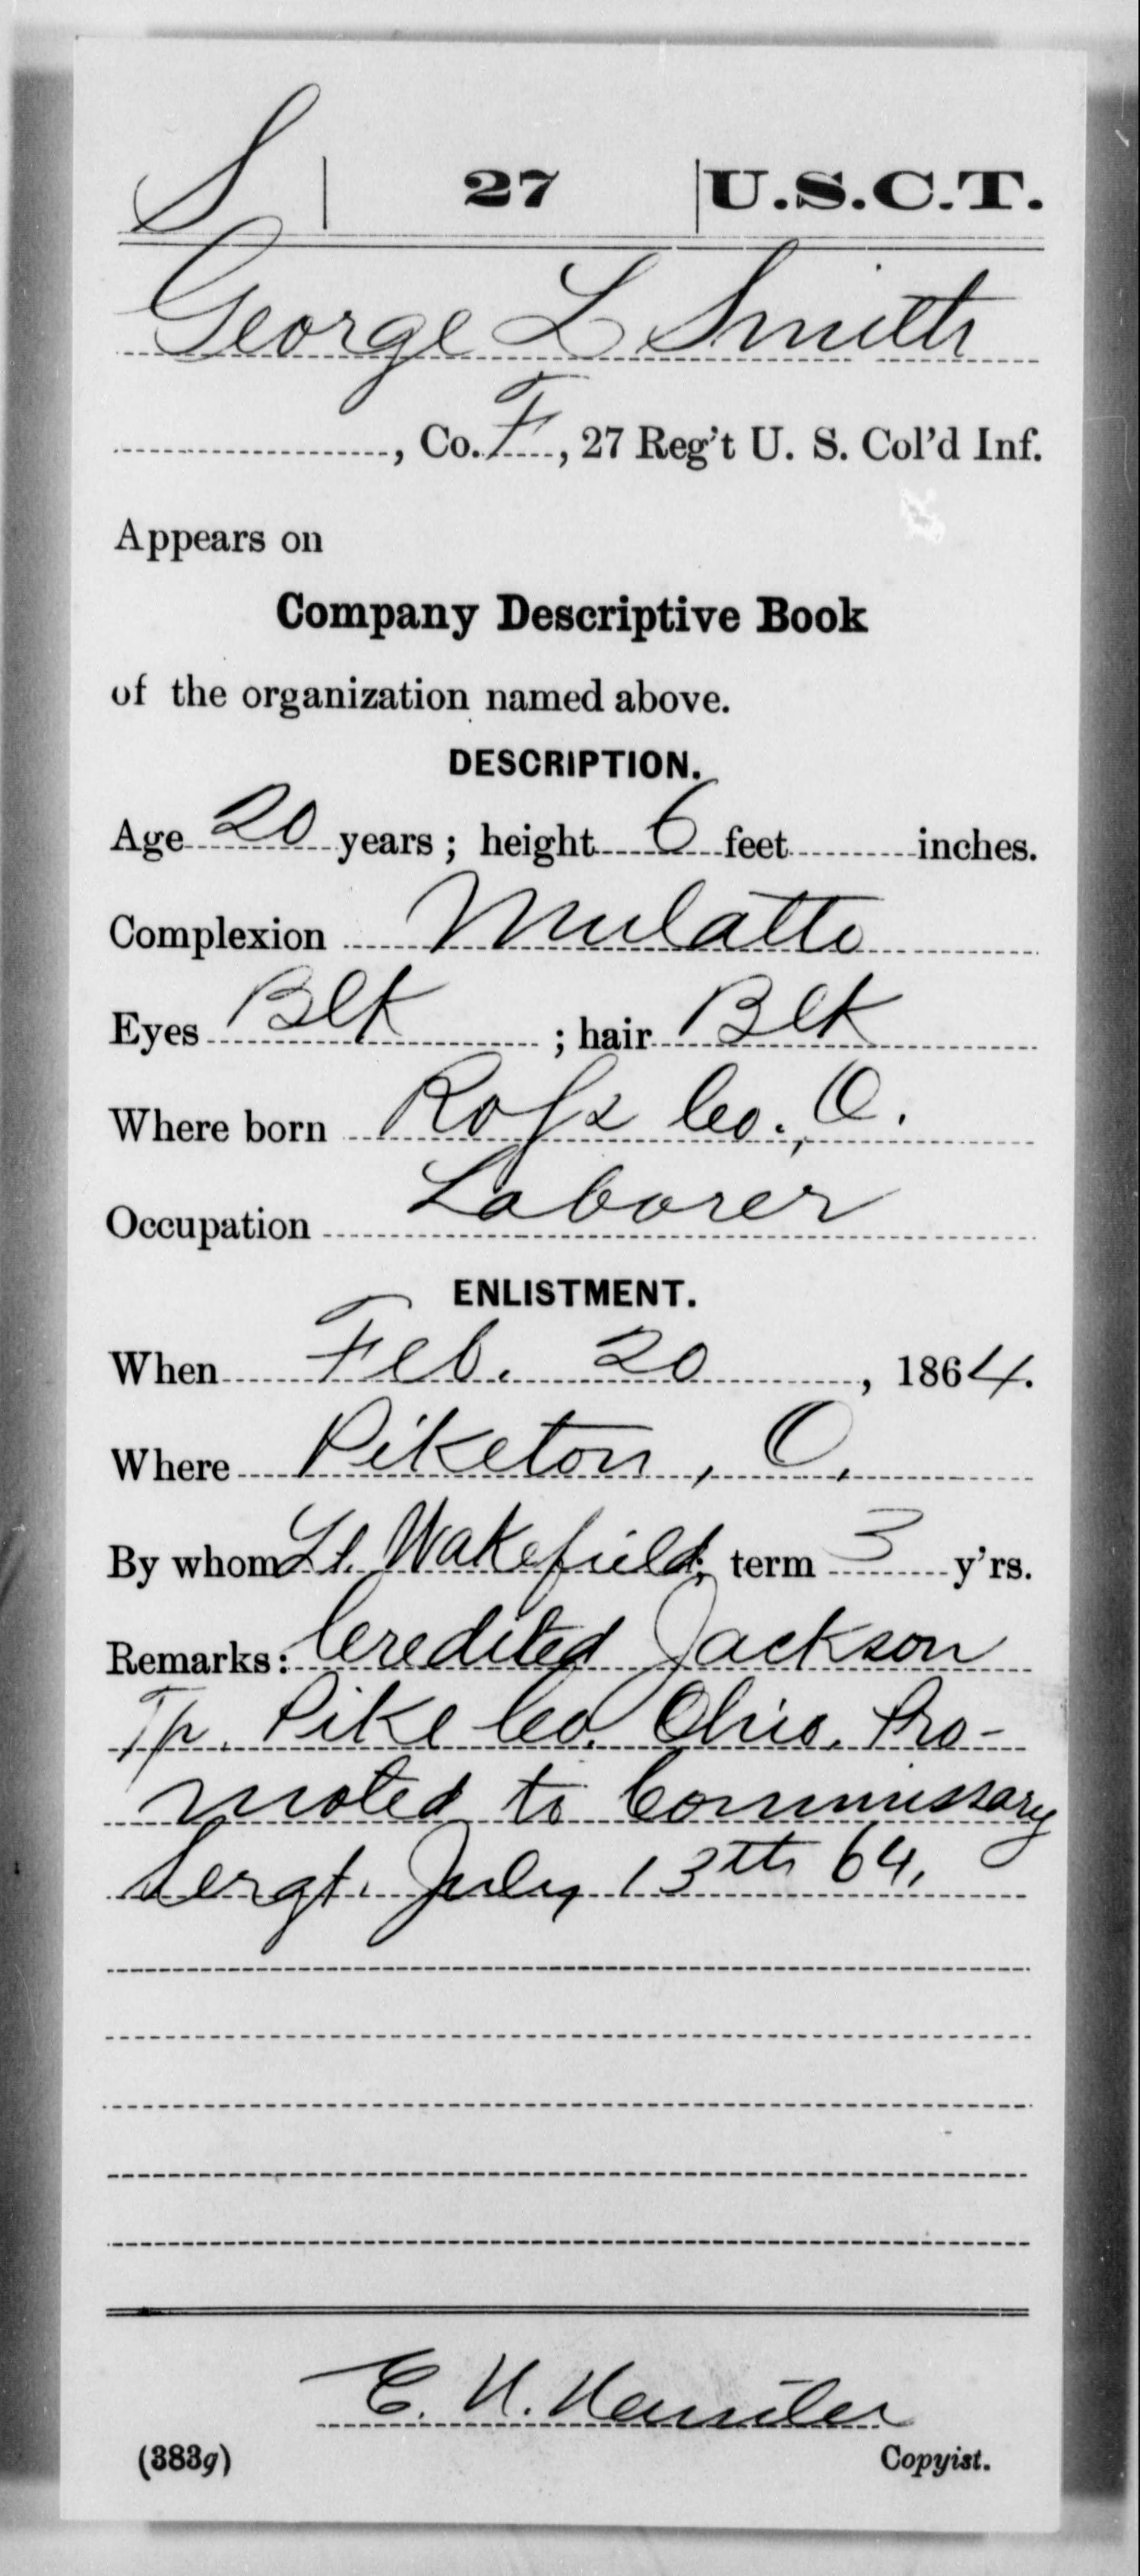 S | 27 | U.S.C.T.
George L Smith
, Co. F, 27 Reg't U. S. Col'd Inf.
Appears on
Company Descriptive Book
of the organization named above.
DESCRIPTION.
Age 20 years; height 6 feet inches.
Complexion Mulatto
Eyes Blk ; hair Blk
Where born Ross Co., O.
Occupation Laborer
ENLISTMENT.
When Feb. 20, 1864.
Where Piketon, O.
By whom Lt. Wakefield; term 3 y'rs.
Remarks: Credited Jackson
Tp. Pike Co. Ohio. Pro-
moted to Commissary
Sergt. July 13th 64.
E. H.
(383g) Copyist.